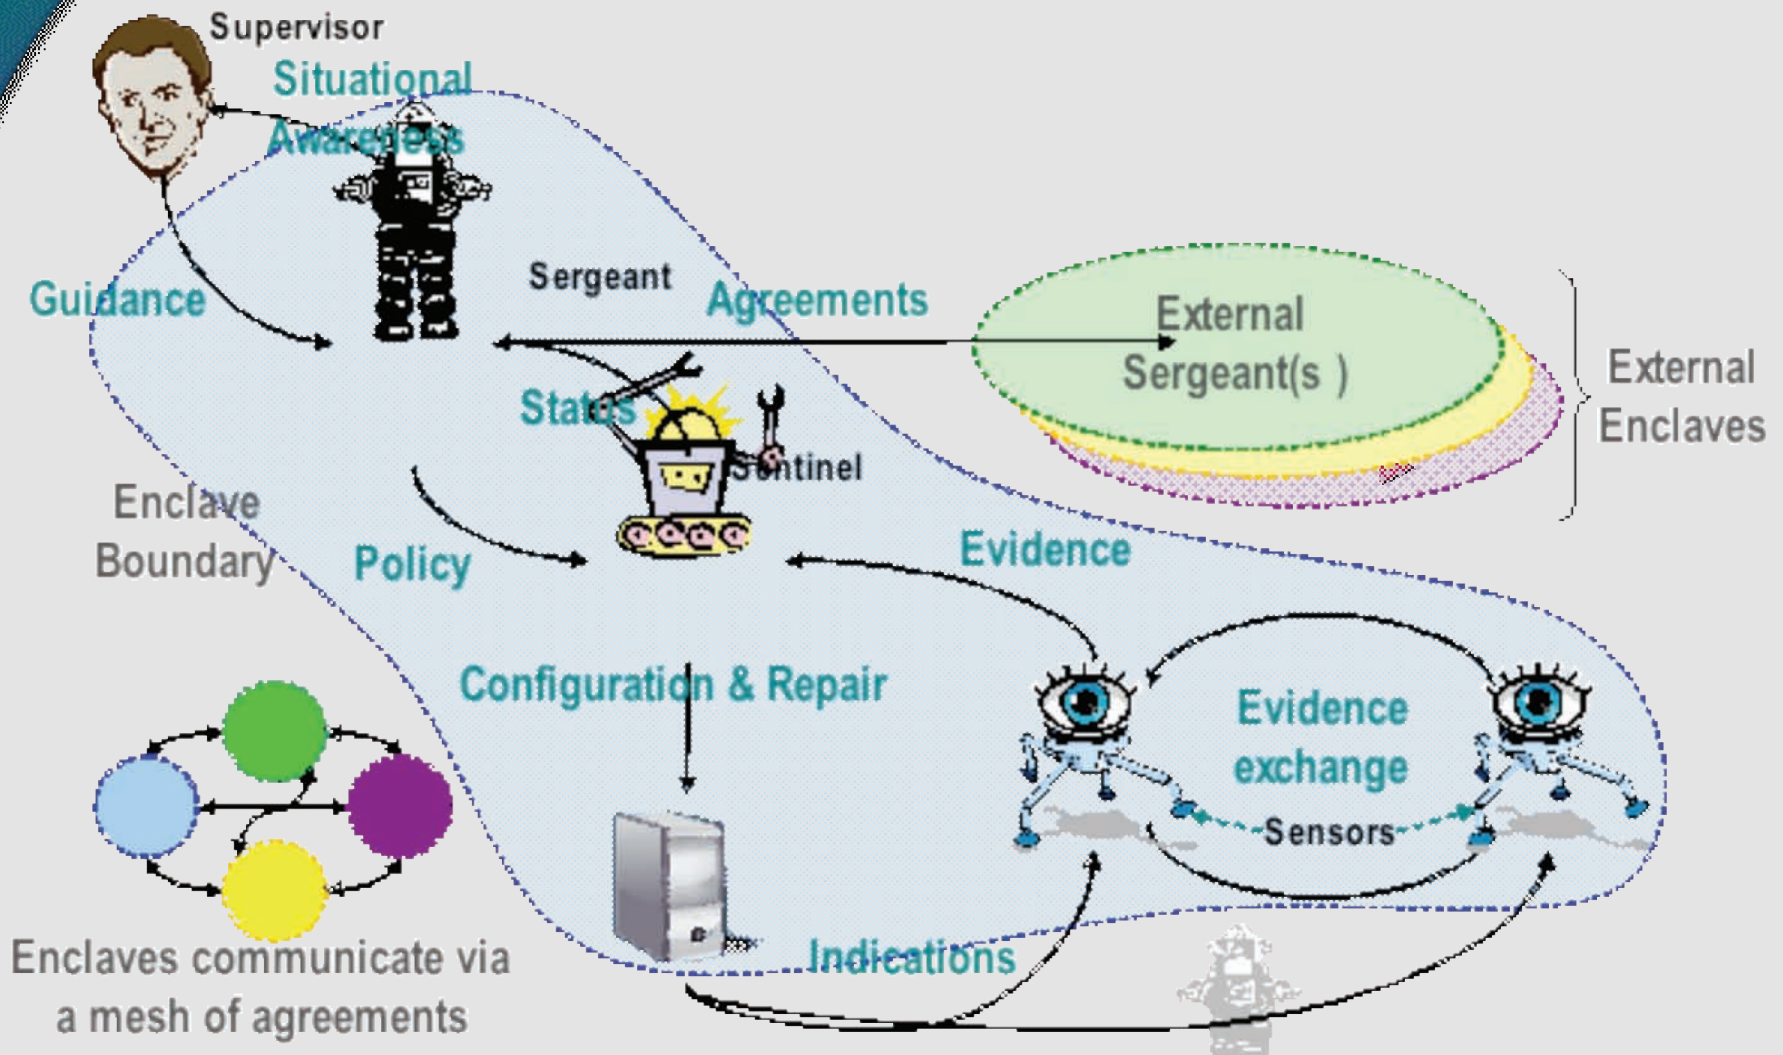 Supervisor
Situational
Awareness
Guidance
Sergeant
Agreements
External
Sergeant(s )
External
Enclaves
Status
Sentinel
Enclave
Boundary
Policy
Evidence
Configuration & Repair
Evidence
exchange
Sensors
Indications
Enclaves communicate via
a mesh of agreements